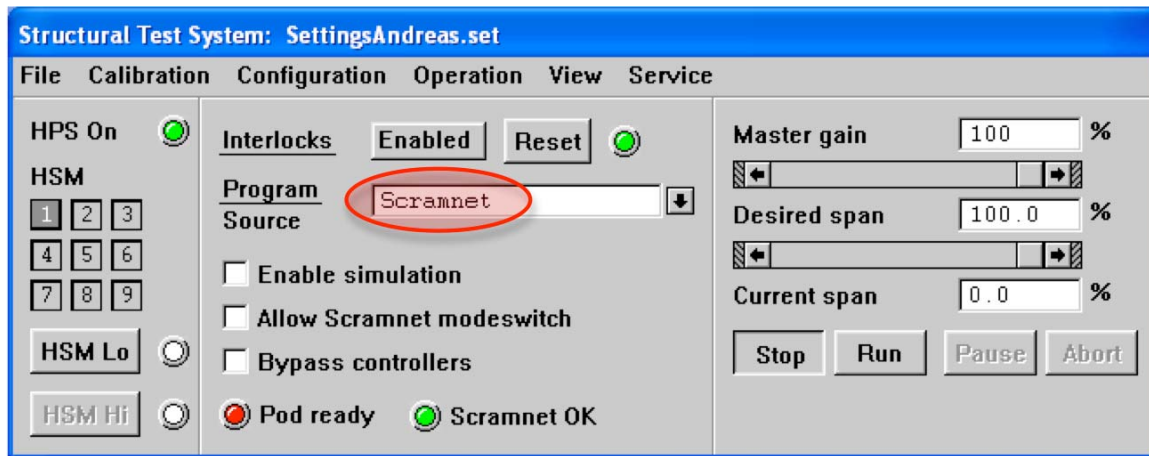 Structural Test System: SettingsAndreas.set
File Calibration Configuration Operation View Service
HPS On
HSM
1 2 3
4 5 6
7 8 9
HSM Lo
HSM Hi
Interlocks Enabled Reset
Program
Source
Scramnet
Enable simulation
Allow Scramnet modeswitch
Bypass controllers
Pod ready Scramnet OK
Master gain 100 %
Desired span 100.0 %
Current span 0.0 %
Stop Run Pause Abort